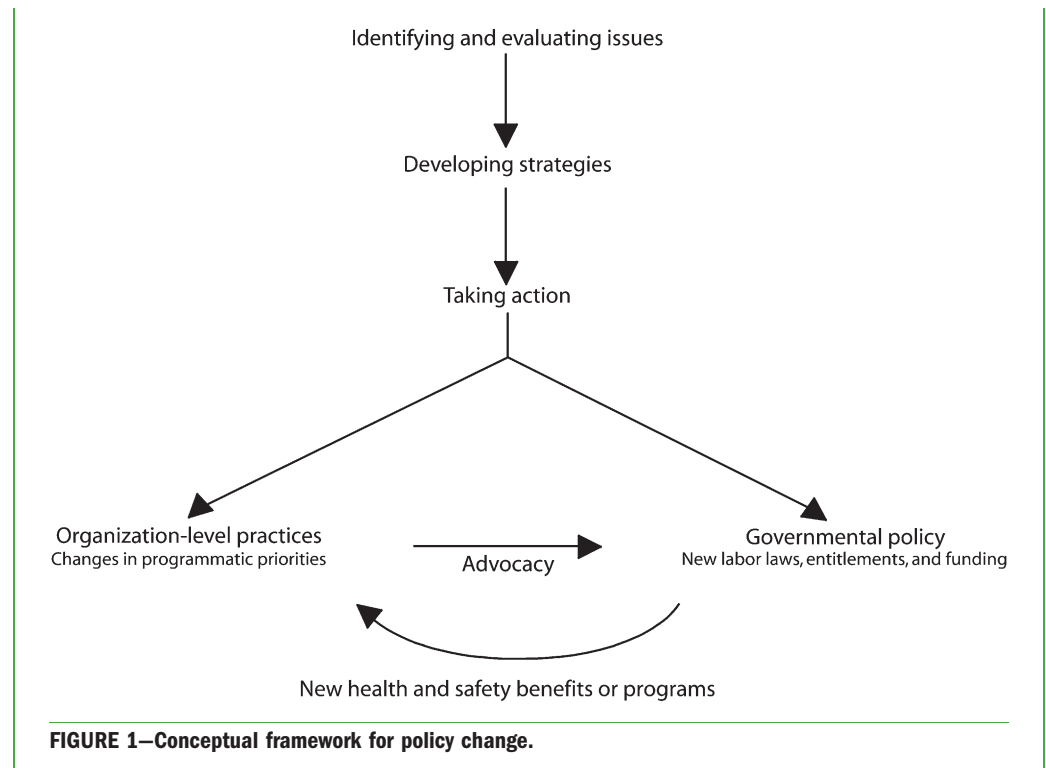 Identifying and evaluating issues
Developing strategies
Taking action
Organization-level practices
Changes in programmatic priorities
Advocacy
Governmental policy
New labor laws, entitlements, and funding
New health and safety benefits or programs
FIGURE 1—Conceptual framework for policy change.